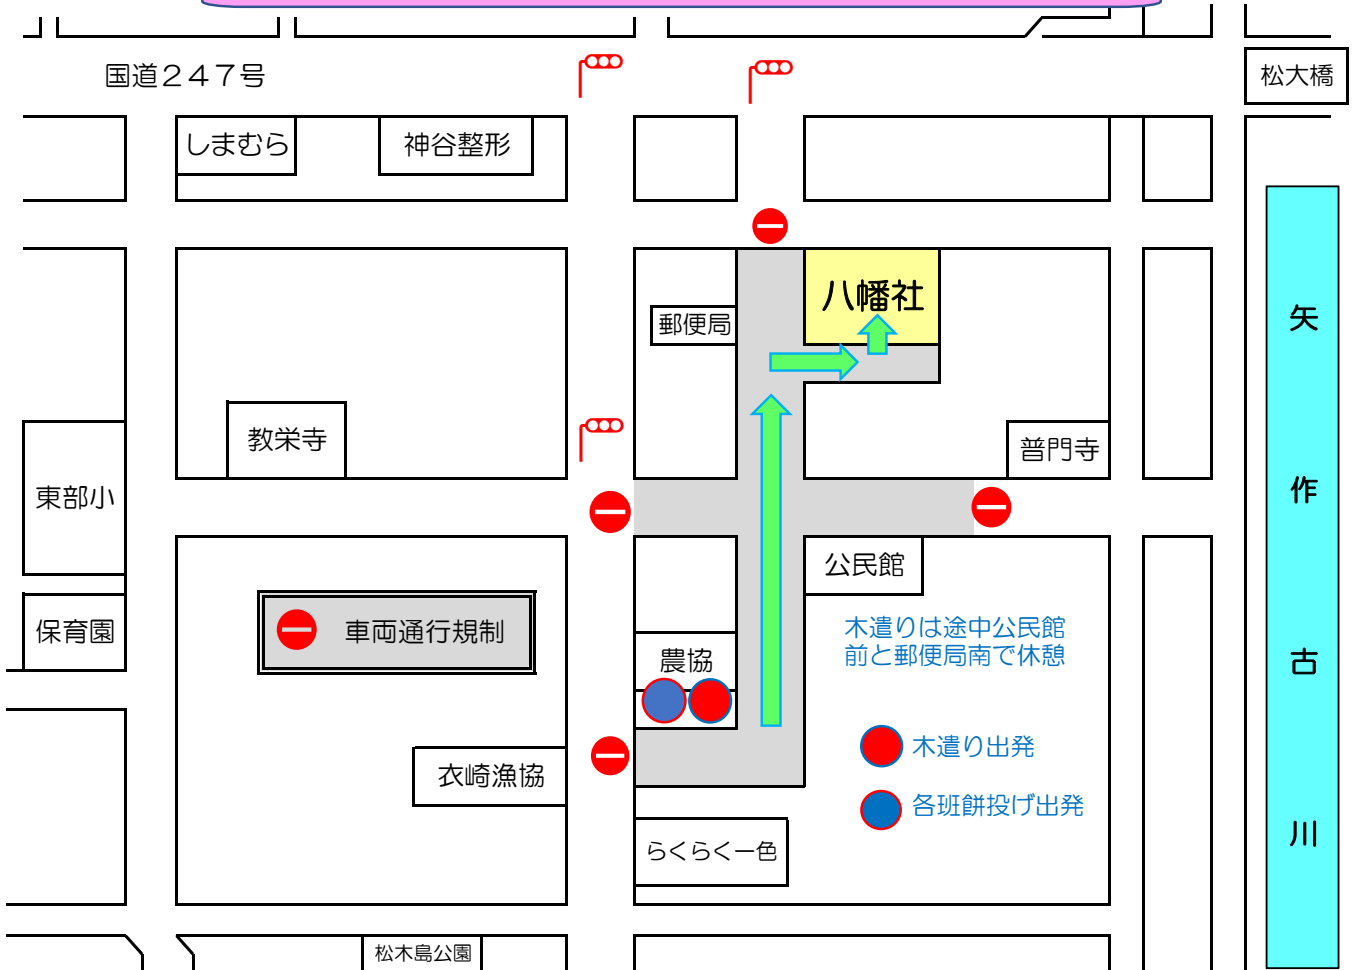 国道247号
松大橋
しまむら
神谷整形
八幡社
郵便局
教栄寺
普門寺
東部小
公民館
保育園
車両通行規制
農協
木遣りは途中公民館
前と郵便局南で休憩
木遣り出発
衣崎漁協
各班餅投げ出発
らくらく一色
松木島公園
矢
作
古
川